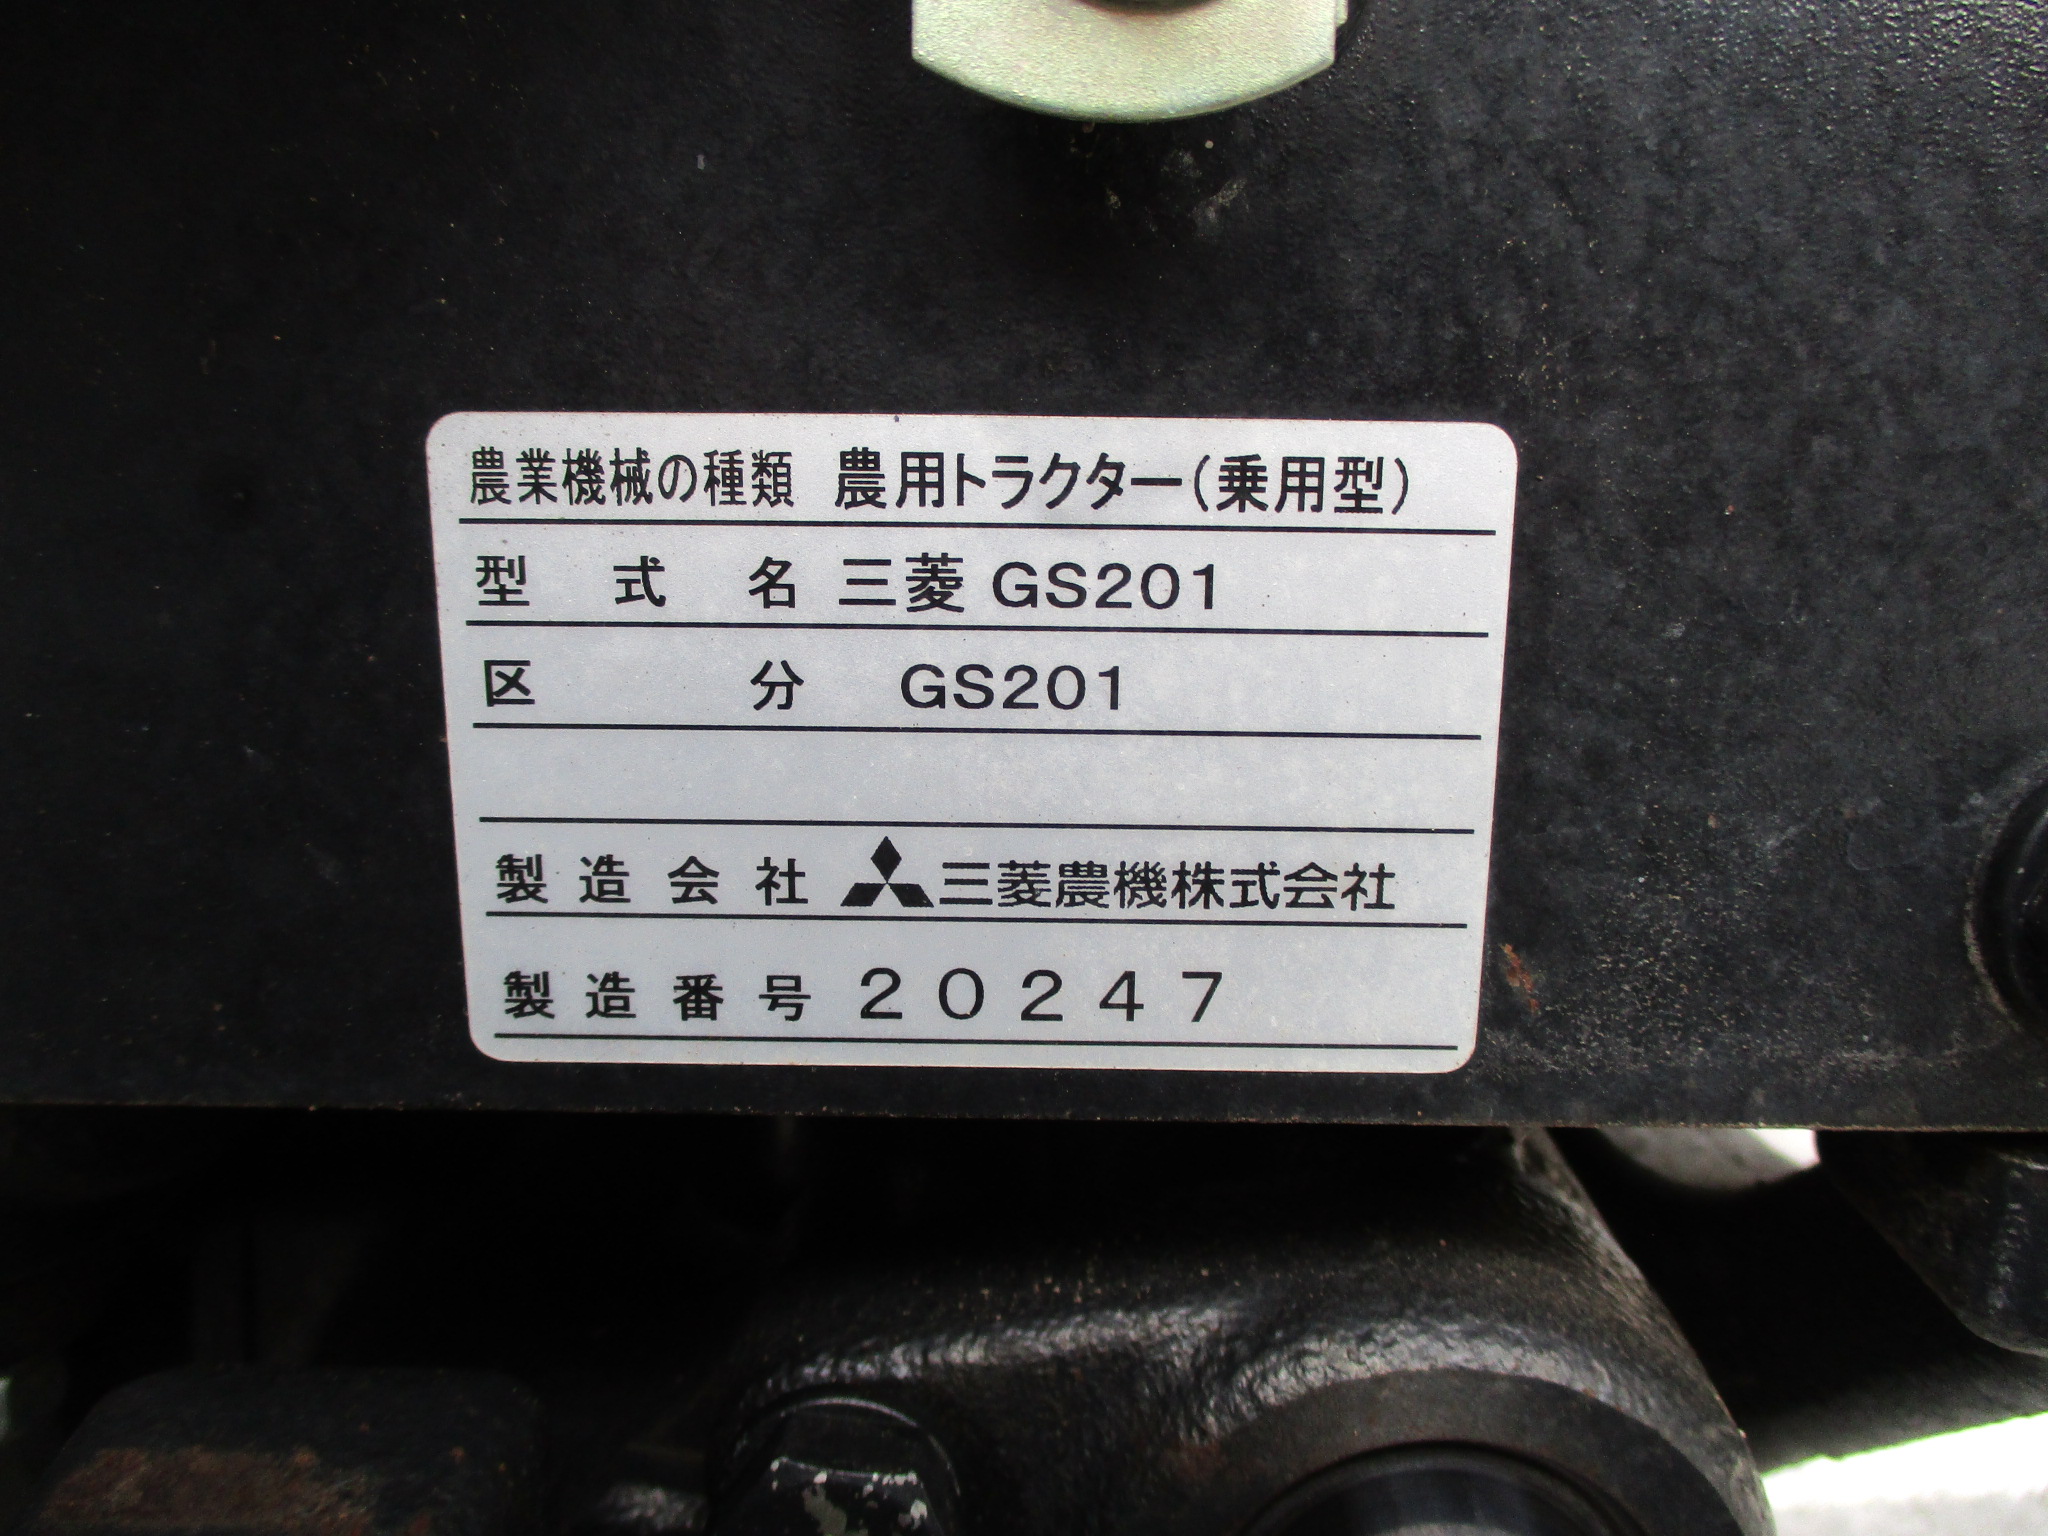 農業機械の種類 農用トラクター(乗用型)
型式名 三菱 GS201
区分 GS201
製造会社 三菱農機株式会社
製造番号 20247